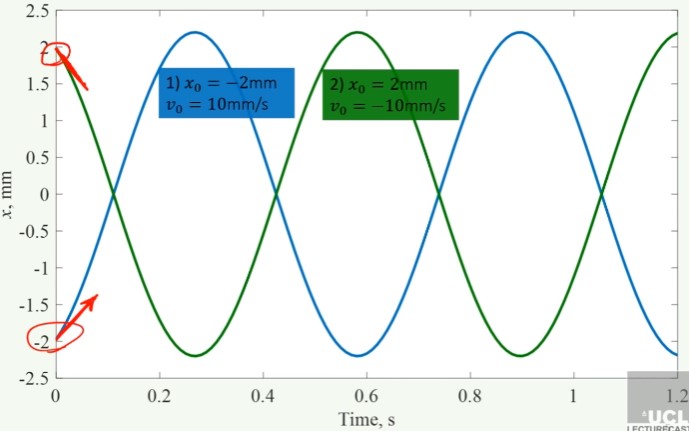 2.5
2
1.5
1
0.5
0
-0.5
-1
-1.5
-2
-2.5
x, mm
1) x₀ = −2mm
v₀ = 10mm/s
2) x₀ = 2mm
v₀ = −10mm/s
0 0.2 0.4 0.6 0.8 1 1.2
Time, s
UCL
LECTURECAST